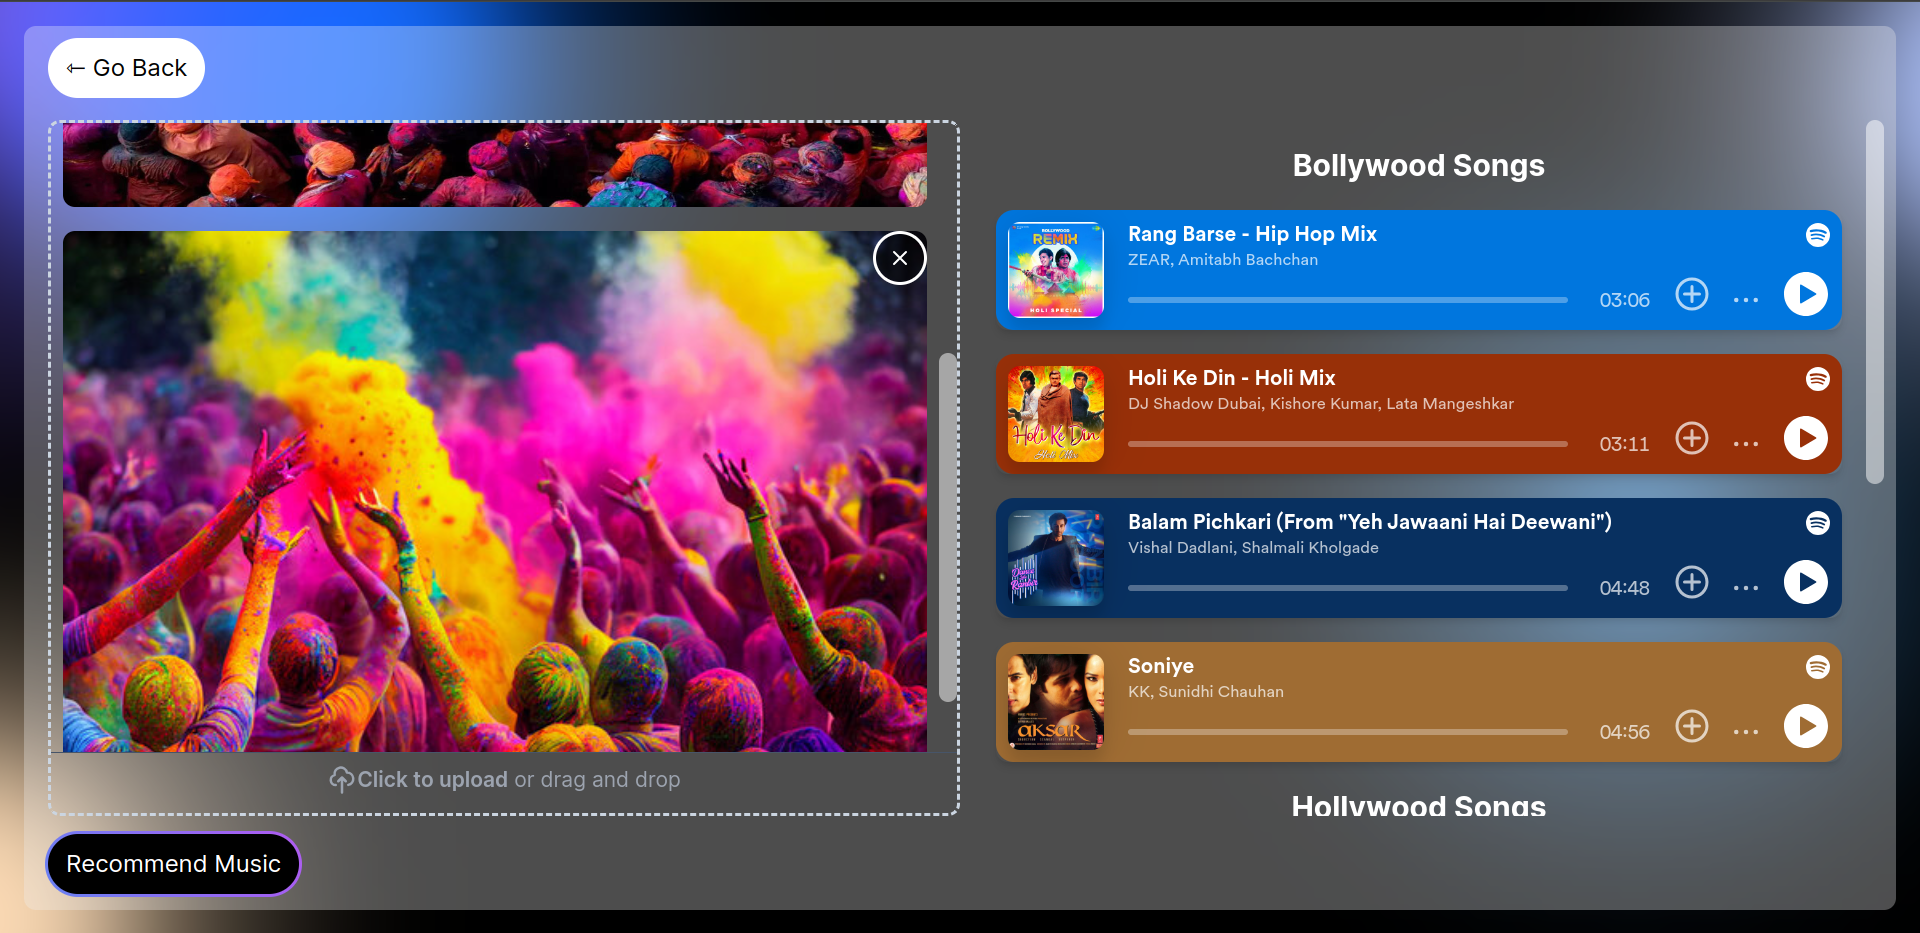 ← Go Back
Bollywood Songs
BOLLYWOOD
REMIX
HOLI SPECIAL
Rang Barse - Hip Hop Mix
ZEAR, Amitabh Bachchan
03:06
Holi Ke Din
Holi Mix
Holi Ke Din - Holi Mix
DJ Shadow Dubai, Kishore Kumar, Lata Mangeshkar
03:11
Balam Pichkari (From "Yeh Jawaani Hai Deewani")
Vishal Dadlani, Shalmali Kholgade
04:48
aksar
Soniye
KK, Sunidhi Chauhan
04:56
Click to upload or drag and drop
Hollywood Songs
Recommend Music